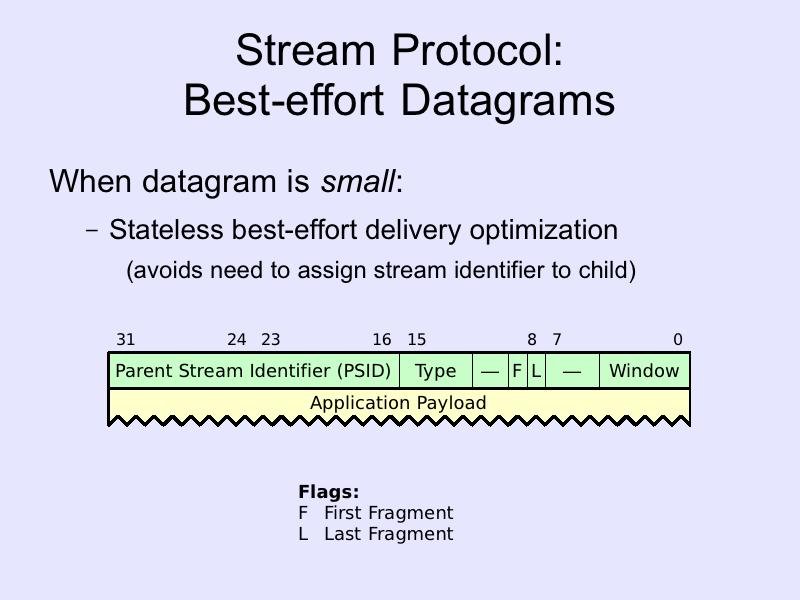 Stream Protocol:
Best-effort Datagrams
When datagram is small:
– Stateless best-effort delivery optimization
(avoids need to assign stream identifier to child)
31 24 23 16 15 8 7 0
Parent Stream Identifier (PSID) Type — F L — Window
Application Payload
Flags:
F First Fragment
L Last Fragment